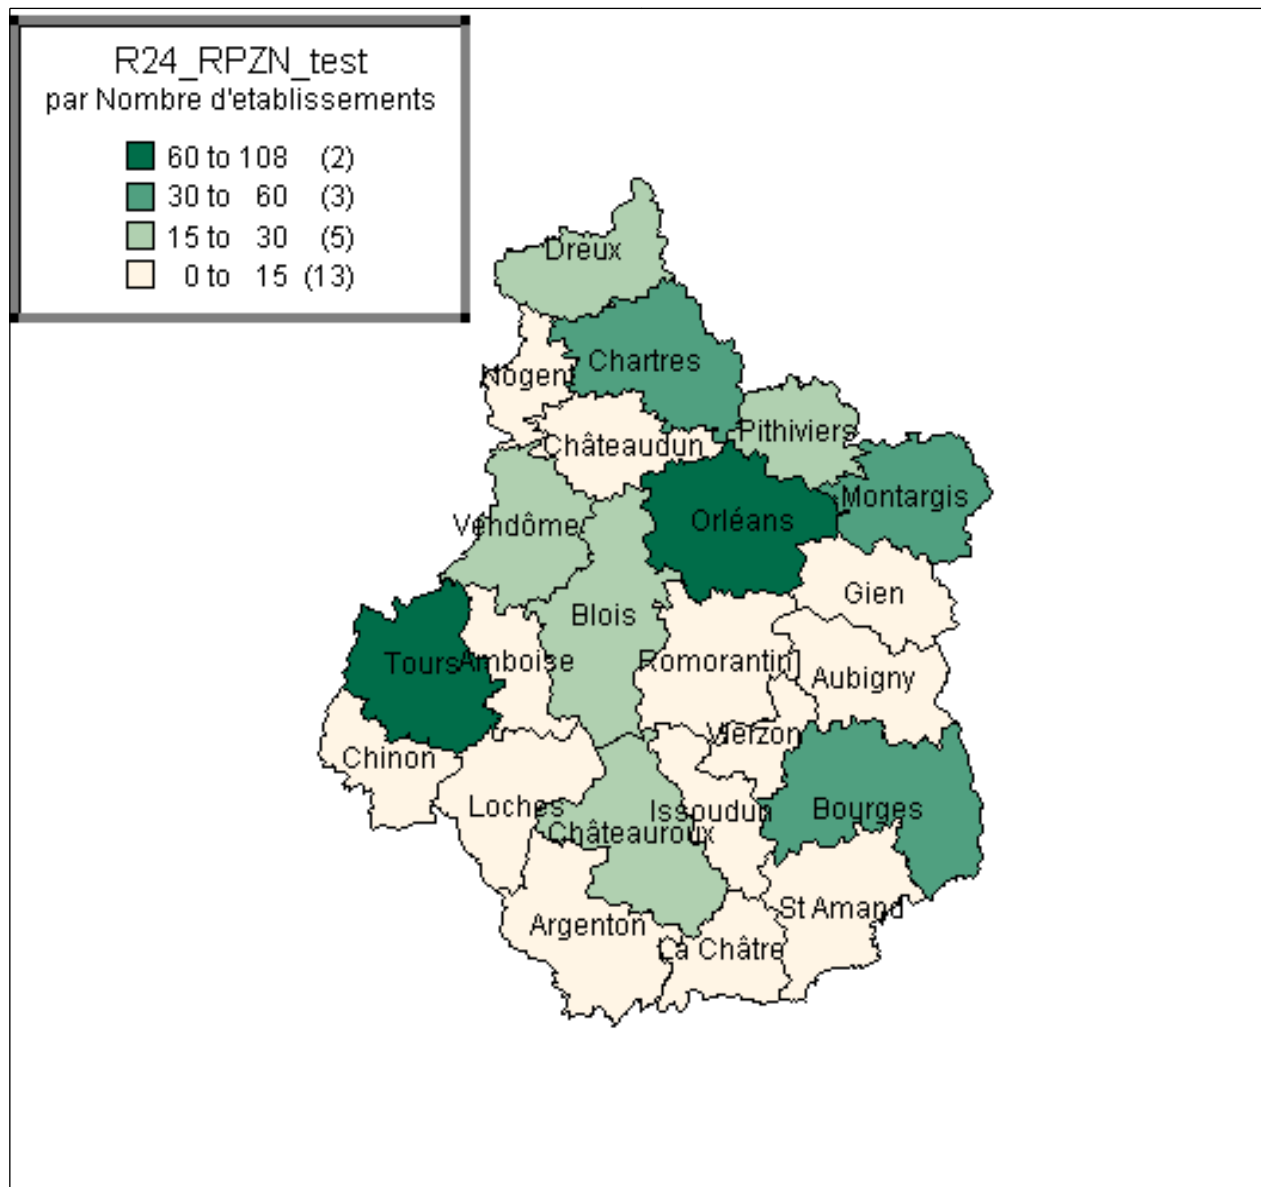 R24_RPZN_test
par Nombre d'etablissements
60 to 108 (2)
30 to 60 (3)
15 to 30 (5)
0 to 15 (13)
Dreux
Chartres
Nogent
Pithiviers
Châteaudun
Montargis
Orléans
Vendôme
Gien
Blois
Tours
Amboise
Romorantin
Aubigny
Vierzon
Chinon
Loches
Issoudun
Bourges
Châteauroux
St Amand
Argenton
La Châtre